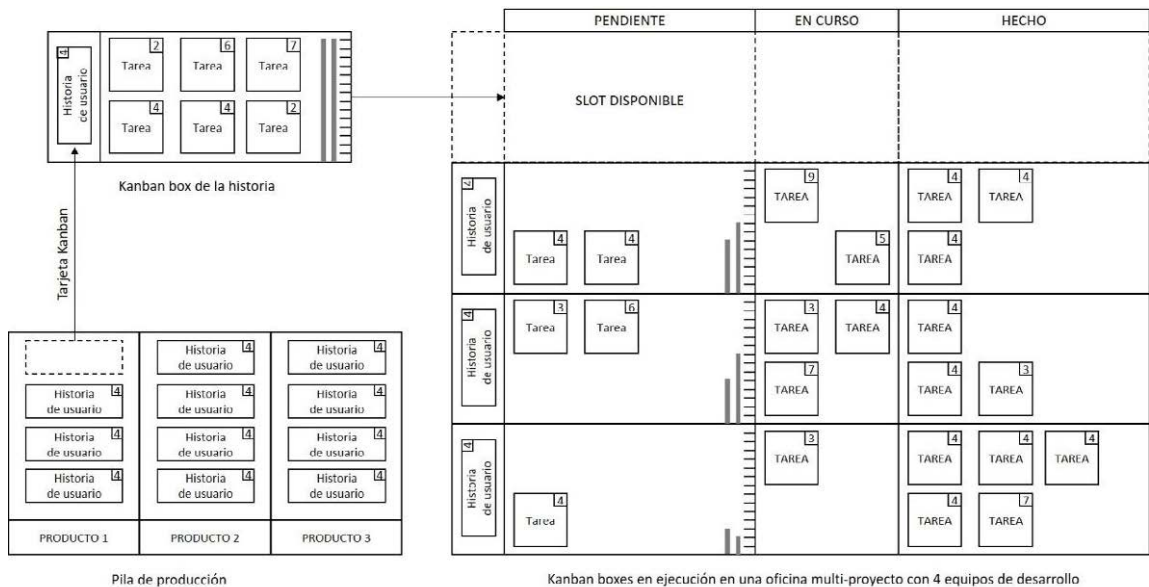 PENDIENTE EN CURSO HECHO
4
Historia
de usuario
2 6 7
Tarea Tarea Tarea
4 4 2
Tarea Tarea Tarea
Kanban box de la historia
SLOT DISPONIBLE
Tarjeta Kanban
Historia
de usuario
9 4 4
TAREA TAREA TAREA
4 4 5 4
Tarea Tarea TAREA TAREA
4
Historia
de usuario
3 6 3 4 4
Tarea Tarea TAREA TAREA TAREA
7 4 3
TAREA TAREA TAREA
4
Historia
de usuario
3 4 4 4
TAREA TAREA TAREA TAREA
4 4 7
Tarea TAREA TAREA
Historia 4 Historia 4
de usuario de usuario
Historia 4 Historia 4 Historia 4
de usuario de usuario de usuario
Historia 4 Historia 4 Historia 4
de usuario de usuario de usuario
Historia 4 Historia 4 Historia 4
de usuario de usuario de usuario
PRODUCTO 1 PRODUCTO 2 PRODUCTO 3
Pila de producción
Kanban boxes en ejecución en una oficina multi-proyecto con 4 equipos de desarrollo